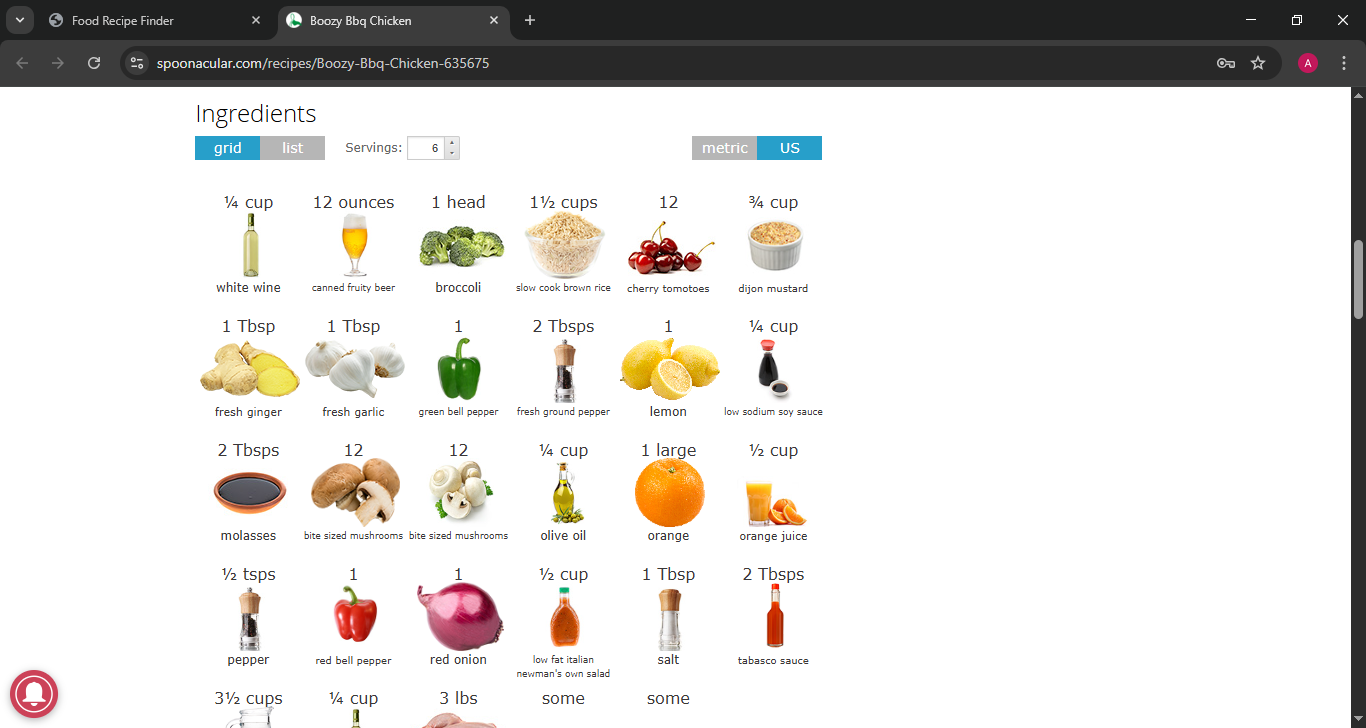 Food Recipe Finder
Boozy Bbq Chicken
spoonacular.com/recipes/Boozy-Bbq-Chicken-635675
A
Ingredients
grid list Servings: 6 metric US
¼ cup 12 ounces 1 head 1½ cups 12 ¾ cup
white wine canned fruity beer broccoli slow cook brown rice cherry tomotoes dijon mustard
1 Tbsp 1 Tbsp 1 2 Tbsps 1 ¼ cup
fresh ginger fresh garlic green bell pepper fresh ground pepper lemon low sodium soy sauce
2 Tbsps 12 12 ¼ cup 1 large ½ cup
molasses bite sized mushrooms bite sized mushrooms olive oil orange orange juice
½ tsps 1 1 ½ cup 1 Tbsp 2 Tbsps
pepper red bell pepper red onion low fat italian salt tabasco sauce
newman's own salad
3½ cups ¼ cup 3 lbs some some